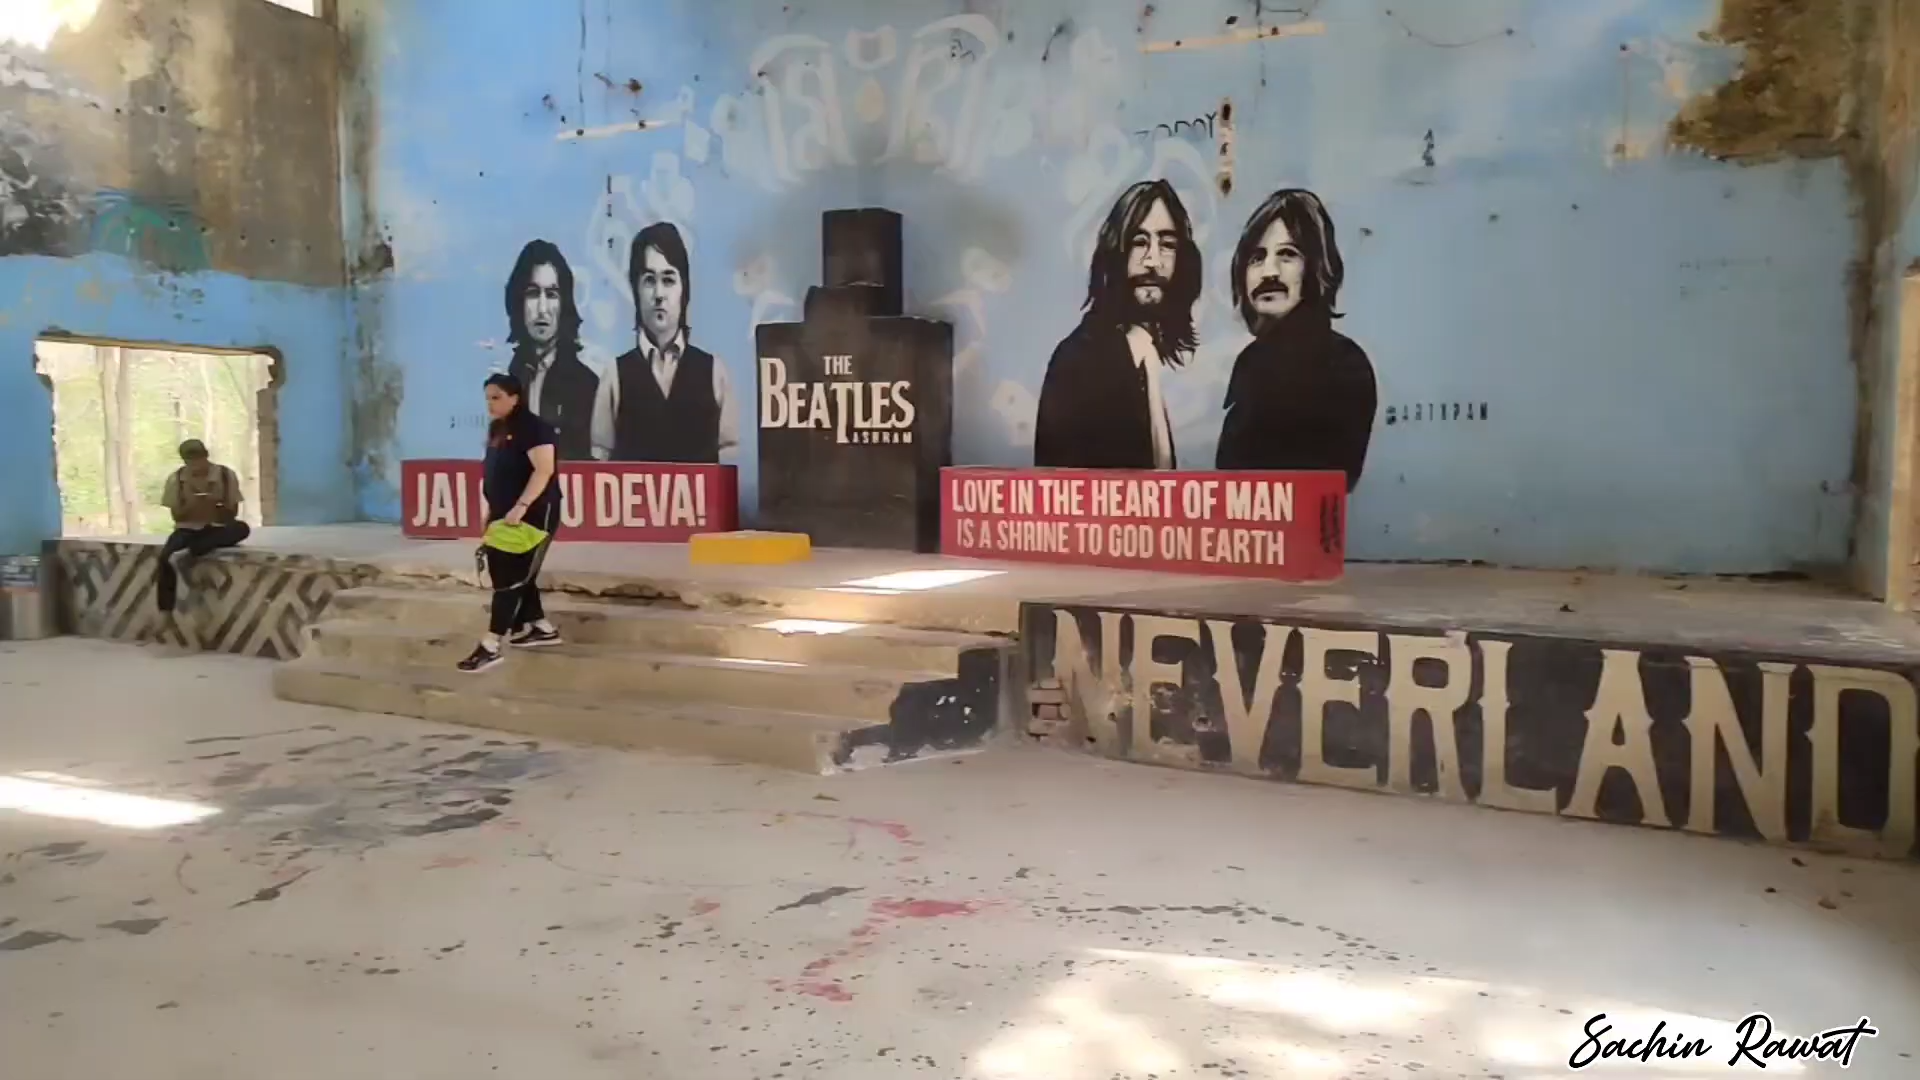 THE
BEATLES
ASHRAM
JAI U DEVA!
LOVE IN THE HEART OF MAN
IS A SHRINE TO GOD ON EARTH
@ARTXPAN
NEVERLAND
Sachin Rawat